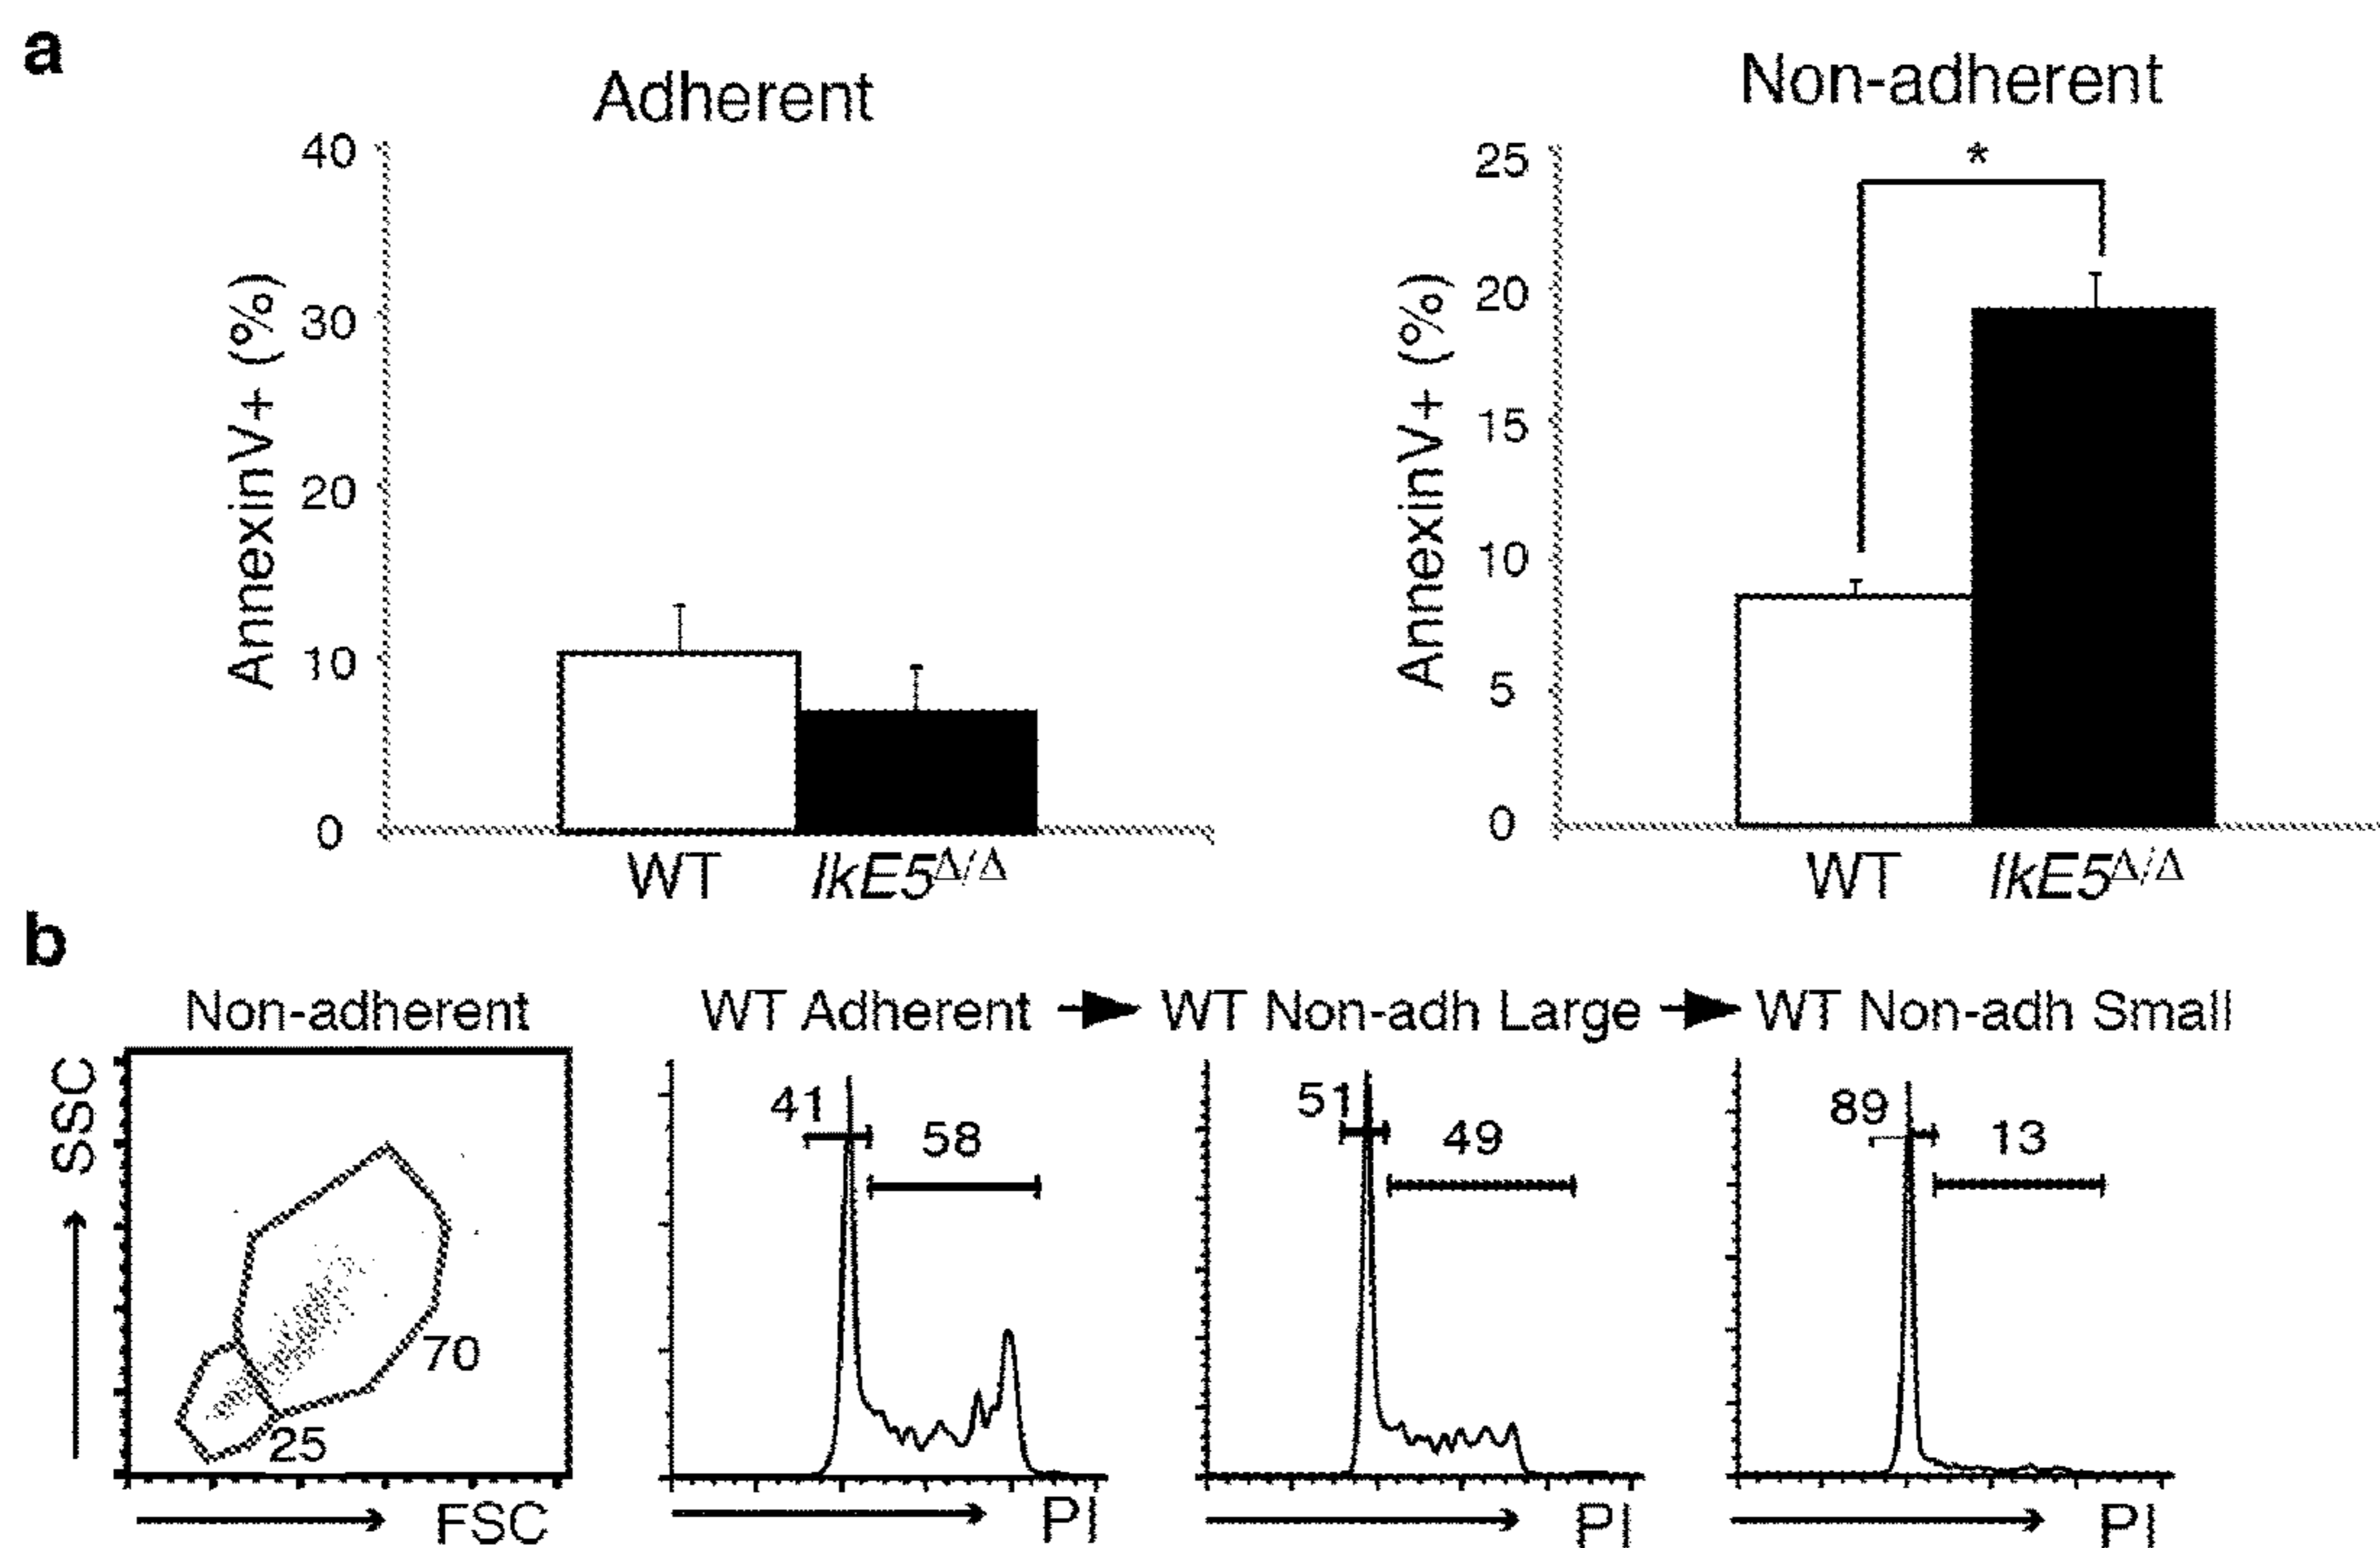 a
Adherent
Non-adherent
AnnexinV+ (%)
40
30
20
10
0
WT IkE5Δ/Δ
AnnexinV+ (%)
25
20
15
10
5
0
*
WT IkE5Δ/Δ
b
Non-adherent
WT Adherent
WT Non-adh Large
WT Non-adh Small
SSC
70
25
FSC
41
58
PI
51
49
PI
89
13
PI